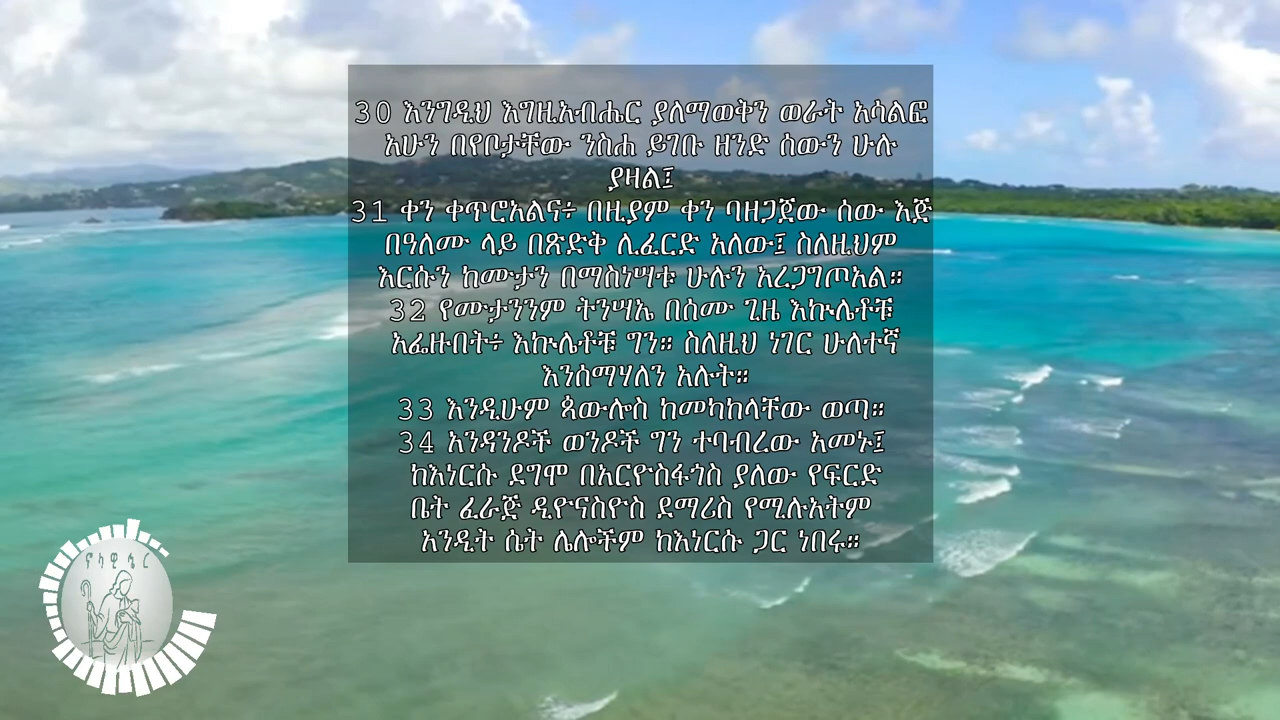 30 እንግዲህ እግዚአብሔር ያለማወቅን ወራት አሳልፎ
አሁን በየቦታቸው ንስሐ ይገቡ ዘንድ ሰውን ሁሉ
ያዛል፤
31 ቀን ቀጥሮአልና፥ በዚያም ቀን ባዘጋጀው ሰው እጅ
በዓለሙ ላይ በጽድቅ ሊፈርድ አለው፤ ስለዚህም
እርሱን ከሙታን በማስነሣቱ ሁሉን አረጋግጦአል።
32 የሙታንንም ትንሣኤ በሰሙ ጊዜ እኩሌቶቹ
አፌዙበት፥ እኩሌቶቹ ግን። ስለዚህ ነገር ሁለተኛ
እንሰማሃለን አሉት።
33 እንዲሁም ጳውሎስ ከመካከላቸው ወጣ።
34 አንዳንዶች ወንዶች ግን ተባብረው አመኑ፤
ከእነርሱ ደግሞ በአርዮስፋጎስ ያለው የፍርድ
ቤት ፈራጅ ዲዮናስዮስ ደማሪስ የሚሉአትም
አንዲት ሴት ሌሎችም ከእነርሱ ጋር ነበሩ።